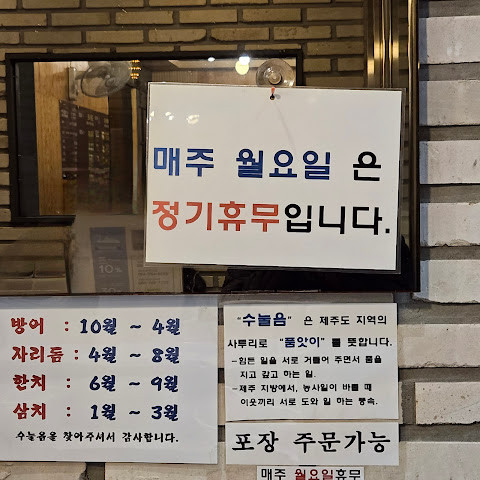 매주 월요일 은
정기휴무입니다.
방어 : 10월 ~ 4월
자리돔 : 4월 ~ 8월
한치 : 6월 ~ 9월
삼치 : 1월 ~ 3월
수눌음을 찾아주셔서 감사합니다.
"수눌음" 은 제주도 지역의
사투리로 "품앗이"를 뜻합니다.
-힘든 일을 서로 거들어 주면서 품을
지고 갚고 하는 일.
-제주 지방에서, 농사일이 바쁠 때
이웃끼리 서로 도와 일 하는 풍속.
포장 주문가능
매주 월요일휴무